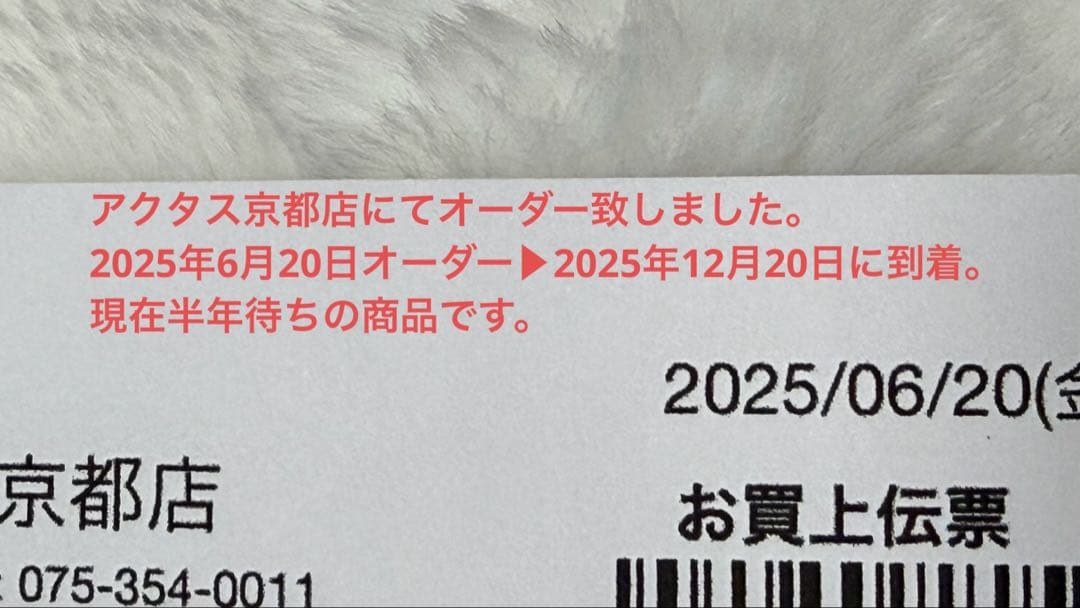 アクタス京都店にてオーダー致しました。
2025年6月20日オーダー▶2025年12月20日に到着。
現在半年待ちの商品です。
2025/06/20(金
京都店
: 075-354-0011
お買上伝票